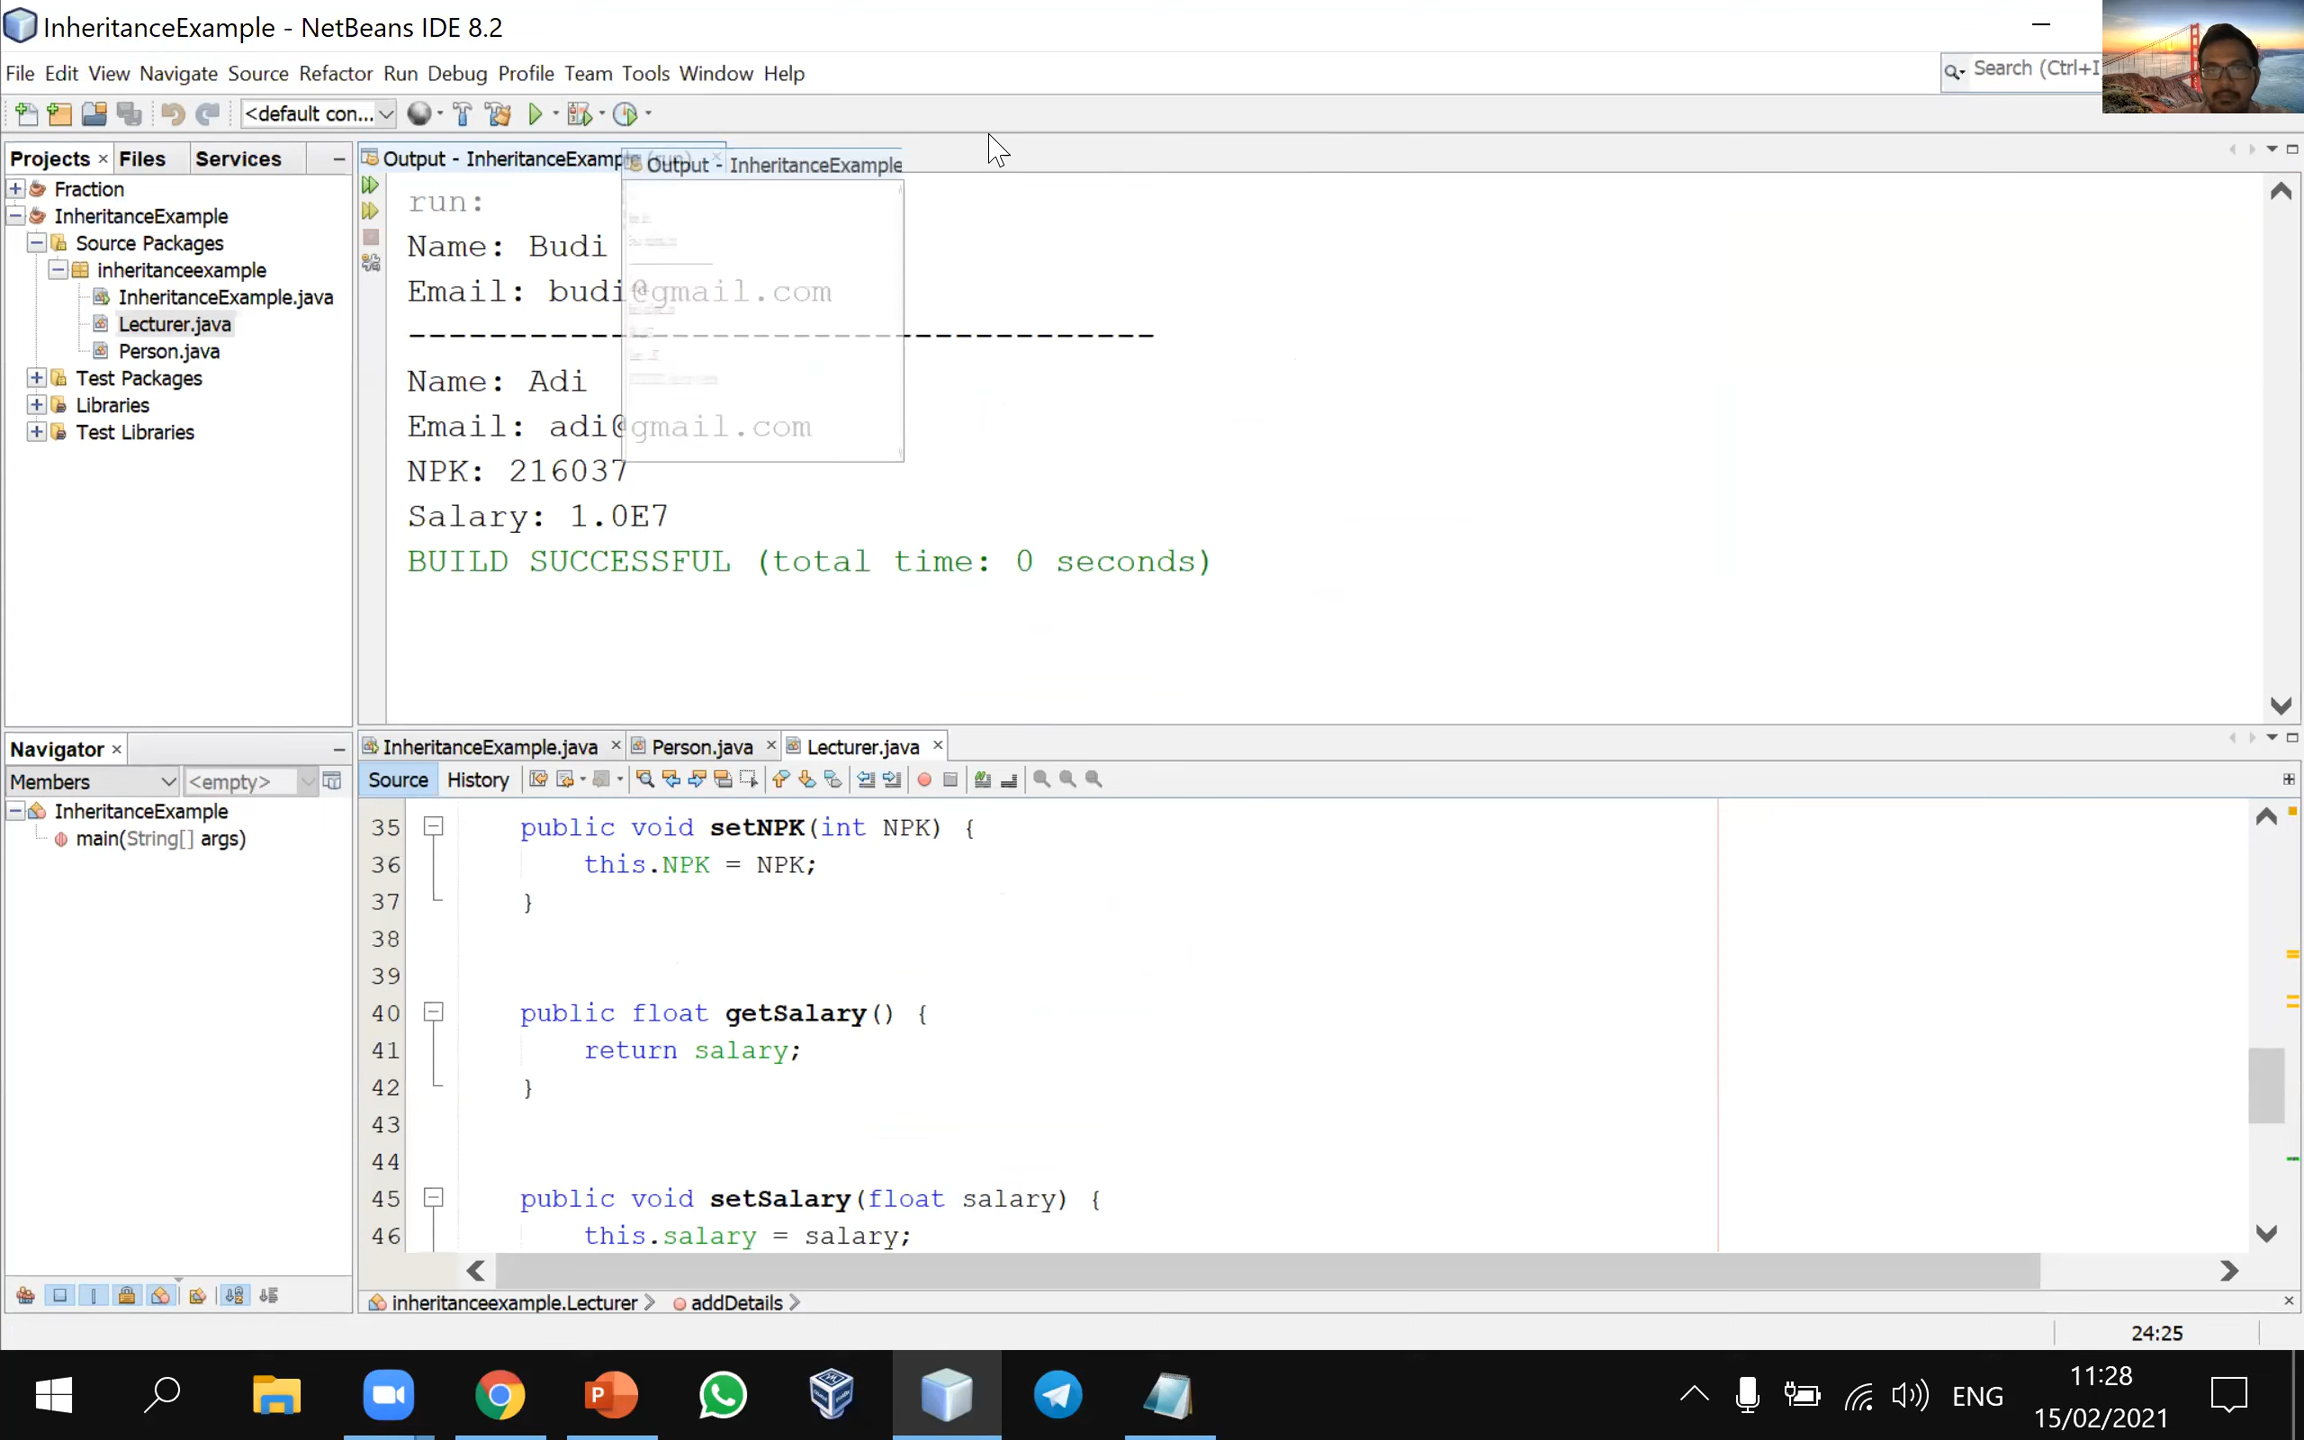 InheritanceExample - NetBeans IDE 8.2
File Edit View Navigate Source Refactor Run Debug Profile Team Tools Window Help
Search (Ctrl+I
<default con...
Projects Files Services
Fraction
InheritanceExample
Source Packages
inheritanceexample
InheritanceExample.java
Lecturer.java
Person.java
Test Packages
Libraries
Test Libraries
Output - InheritanceExamp
Output - InheritanceExample
run:
Name: Budi
Email: budi@gmail.com
-------------------------------------
Name: Adi
Email: adi@gmail.com
NPK: 216037
Salary: 1.0E7
BUILD SUCCESSFUL (total time: 0 seconds)
Navigator
Members <empty>
InheritanceExample
main(String[] args)
InheritanceExample.java Person.java Lecturer.java
Source History
35 public void setNPK(int NPK) {
36 this.NPK = NPK;
37 }
38
39
40 public float getSalary() {
41 return salary;
42 }
43
44
45 public void setSalary(float salary) {
46 this.salary = salary;
inheritanceexample.Lecturer addDetails
24:25
ENG
11:28
15/02/2021